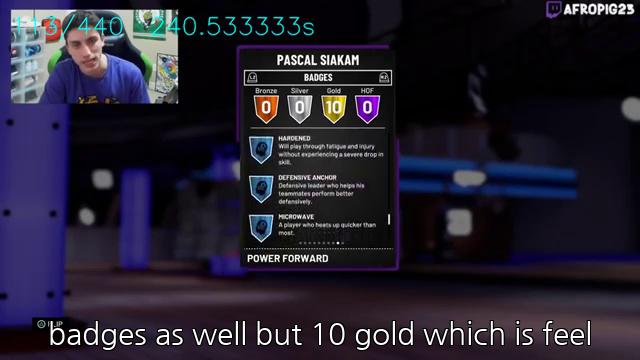 113/440 240.533333s
AFROPIG23
PASCAL SIAKAM
BADGES
Bronze Silver Gold HOF
0 0 10 0
HARDENED
Will play through fatigue and injury
without experiencing a severe drop in
skill.
DEFENSIVE ANCHOR
Defensive leader who helps his
teammates perform better
defensively.
MICROWAVE
A player who heats up quicker than
most.
POWER FORWARD
FLIP
badges as well but 10 gold which is feel